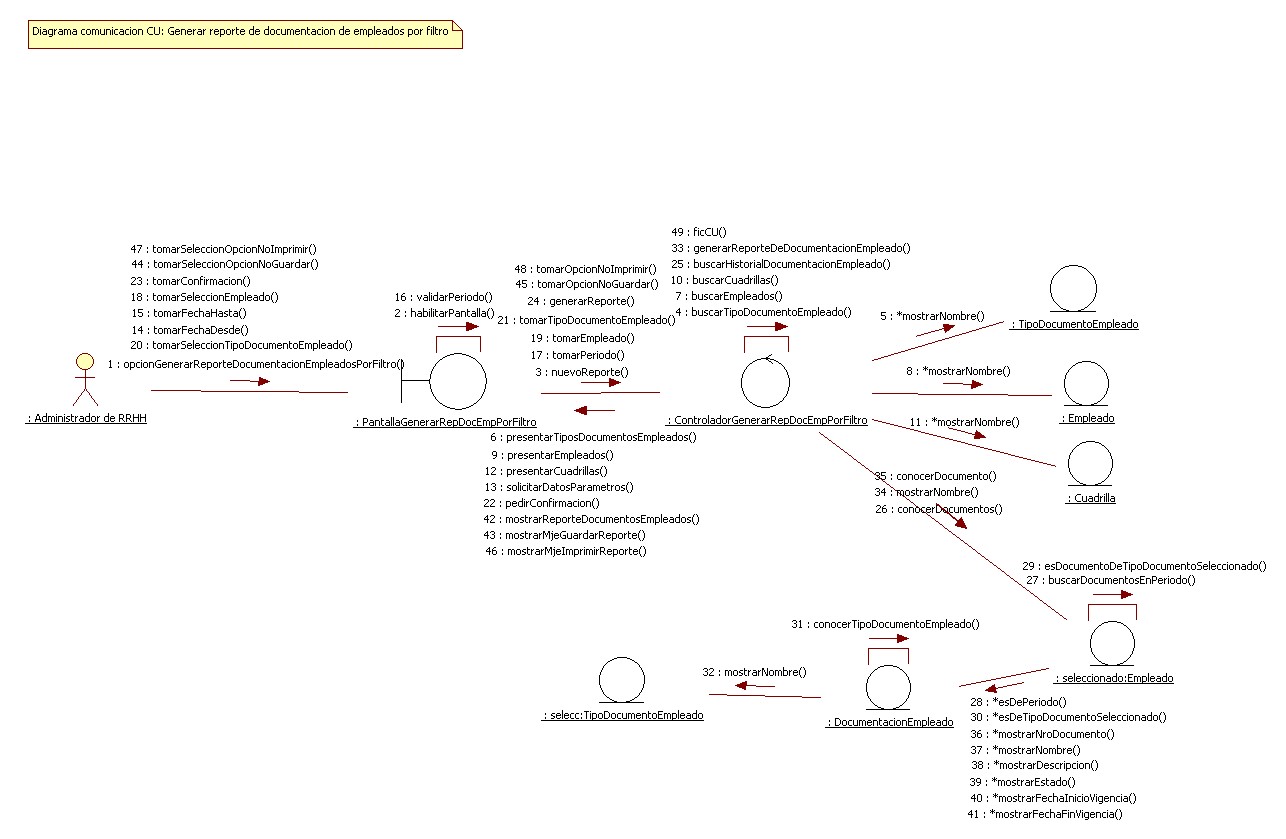 Diagrama comunicacion CU: Generar reporte de documentacion de empleados por filtro
47 : tomarSeleccionOpcionNoImprimir()
44 : tomarSeleccionOpcionNoGuardar()
23 : tomarConfirmacion()
18 : tomarSeleccionEmpleado()
15 : tomarFechaHasta()
14 : tomarFechaDesde()
20 : tomarSeleccionTipoDocumentoEmpleado()
1 : opcionGenerarReporteDocumentacionEmpleadosPorFiltro()
: Administrador de RRHH
16 : validarPeriodo()
2 : habilitarPantalla()
: PantallaGenerarRepDocEmpPorFiltro
48 : tomarOpcionNoImprimir()
45 : tomarOpcionNoGuardar()
24 : generarReporte()
21 : tomarTipoDocumentoEmpleado()
19 : tomarEmpleado()
17 : tomarPeriodo()
3 : nuevoReporte()
6 : presentarTiposDocumentosEmpleados()
9 : presentarEmpleados()
12 : presentarCuadrillas()
13 : solicitarDatosParametros()
22 : pedirConfirmacion()
42 : mostrarReporteDocumentosEmpleados()
43 : mostrarMjeGuardarReporte()
46 : mostrarMjeImprimirReporte()
49 : ficCU()
33 : generarReporteDeDocumentacionEmpleado()
25 : buscarHistorialDocumentacionEmpleado()
10 : buscarCuadrillas()
7 : buscarEmpleados()
4 : buscarTipoDocumentoEmpleado()
: ControladorGenerarRepDocEmpPorFiltro
5 : *mostrarNombre()
: TipoDocumentoEmpleado
8 : *mostrarNombre()
: Empleado
11 : *mostrarNombre()
: Cuadrilla
35 : conocerDocumento()
34 : mostrarNombre()
26 : conocerDocumentos()
29 : esDocumentoDeTipoDocumentoSeleccionado()
27 : buscarDocumentosEnPeriodo()
: seleccionado:Empleado
31 : conocerTipoDocumentoEmpleado()
: DocumentacionEmpleado
32 : mostrarNombre()
: selecc:TipoDocumentoEmpleado
28 : *esDePeriodo()
30 : *esDeTipoDocumentoSeleccionado()
36 : *mostrarNroDocumento()
37 : *mostrarNombre()
38 : *mostrarDescripcion()
39 : *mostrarEstado()
40 : *mostrarFechaInicioVigencia()
41 : *mostrarFechaFinVigencia()